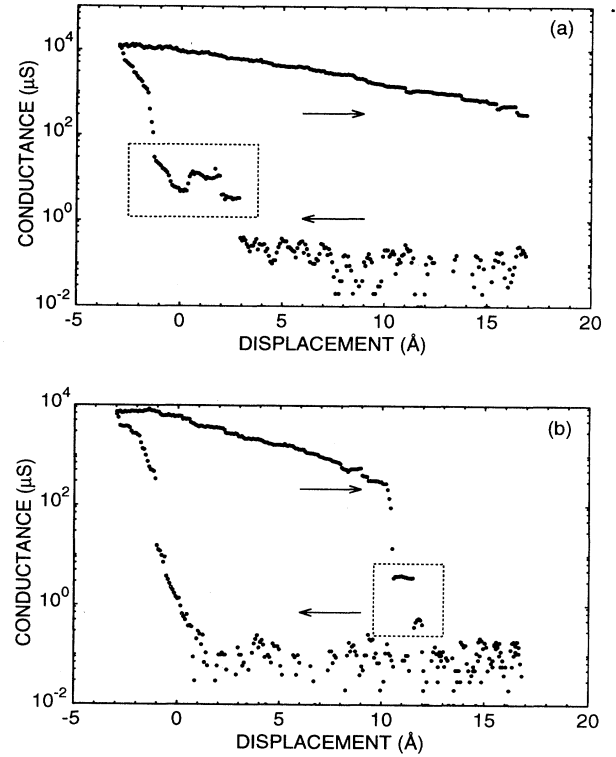 (a)
10^4
10^2
10^0
10^-2
CONDUCTANCE (μS)
-5 0 5 10 15 20
DISPLACEMENT (Å)
(b)
10^4
10^2
10^0
10^-2
CONDUCTANCE (μS)
-5 0 5 10 15 20
DISPLACEMENT (Å)